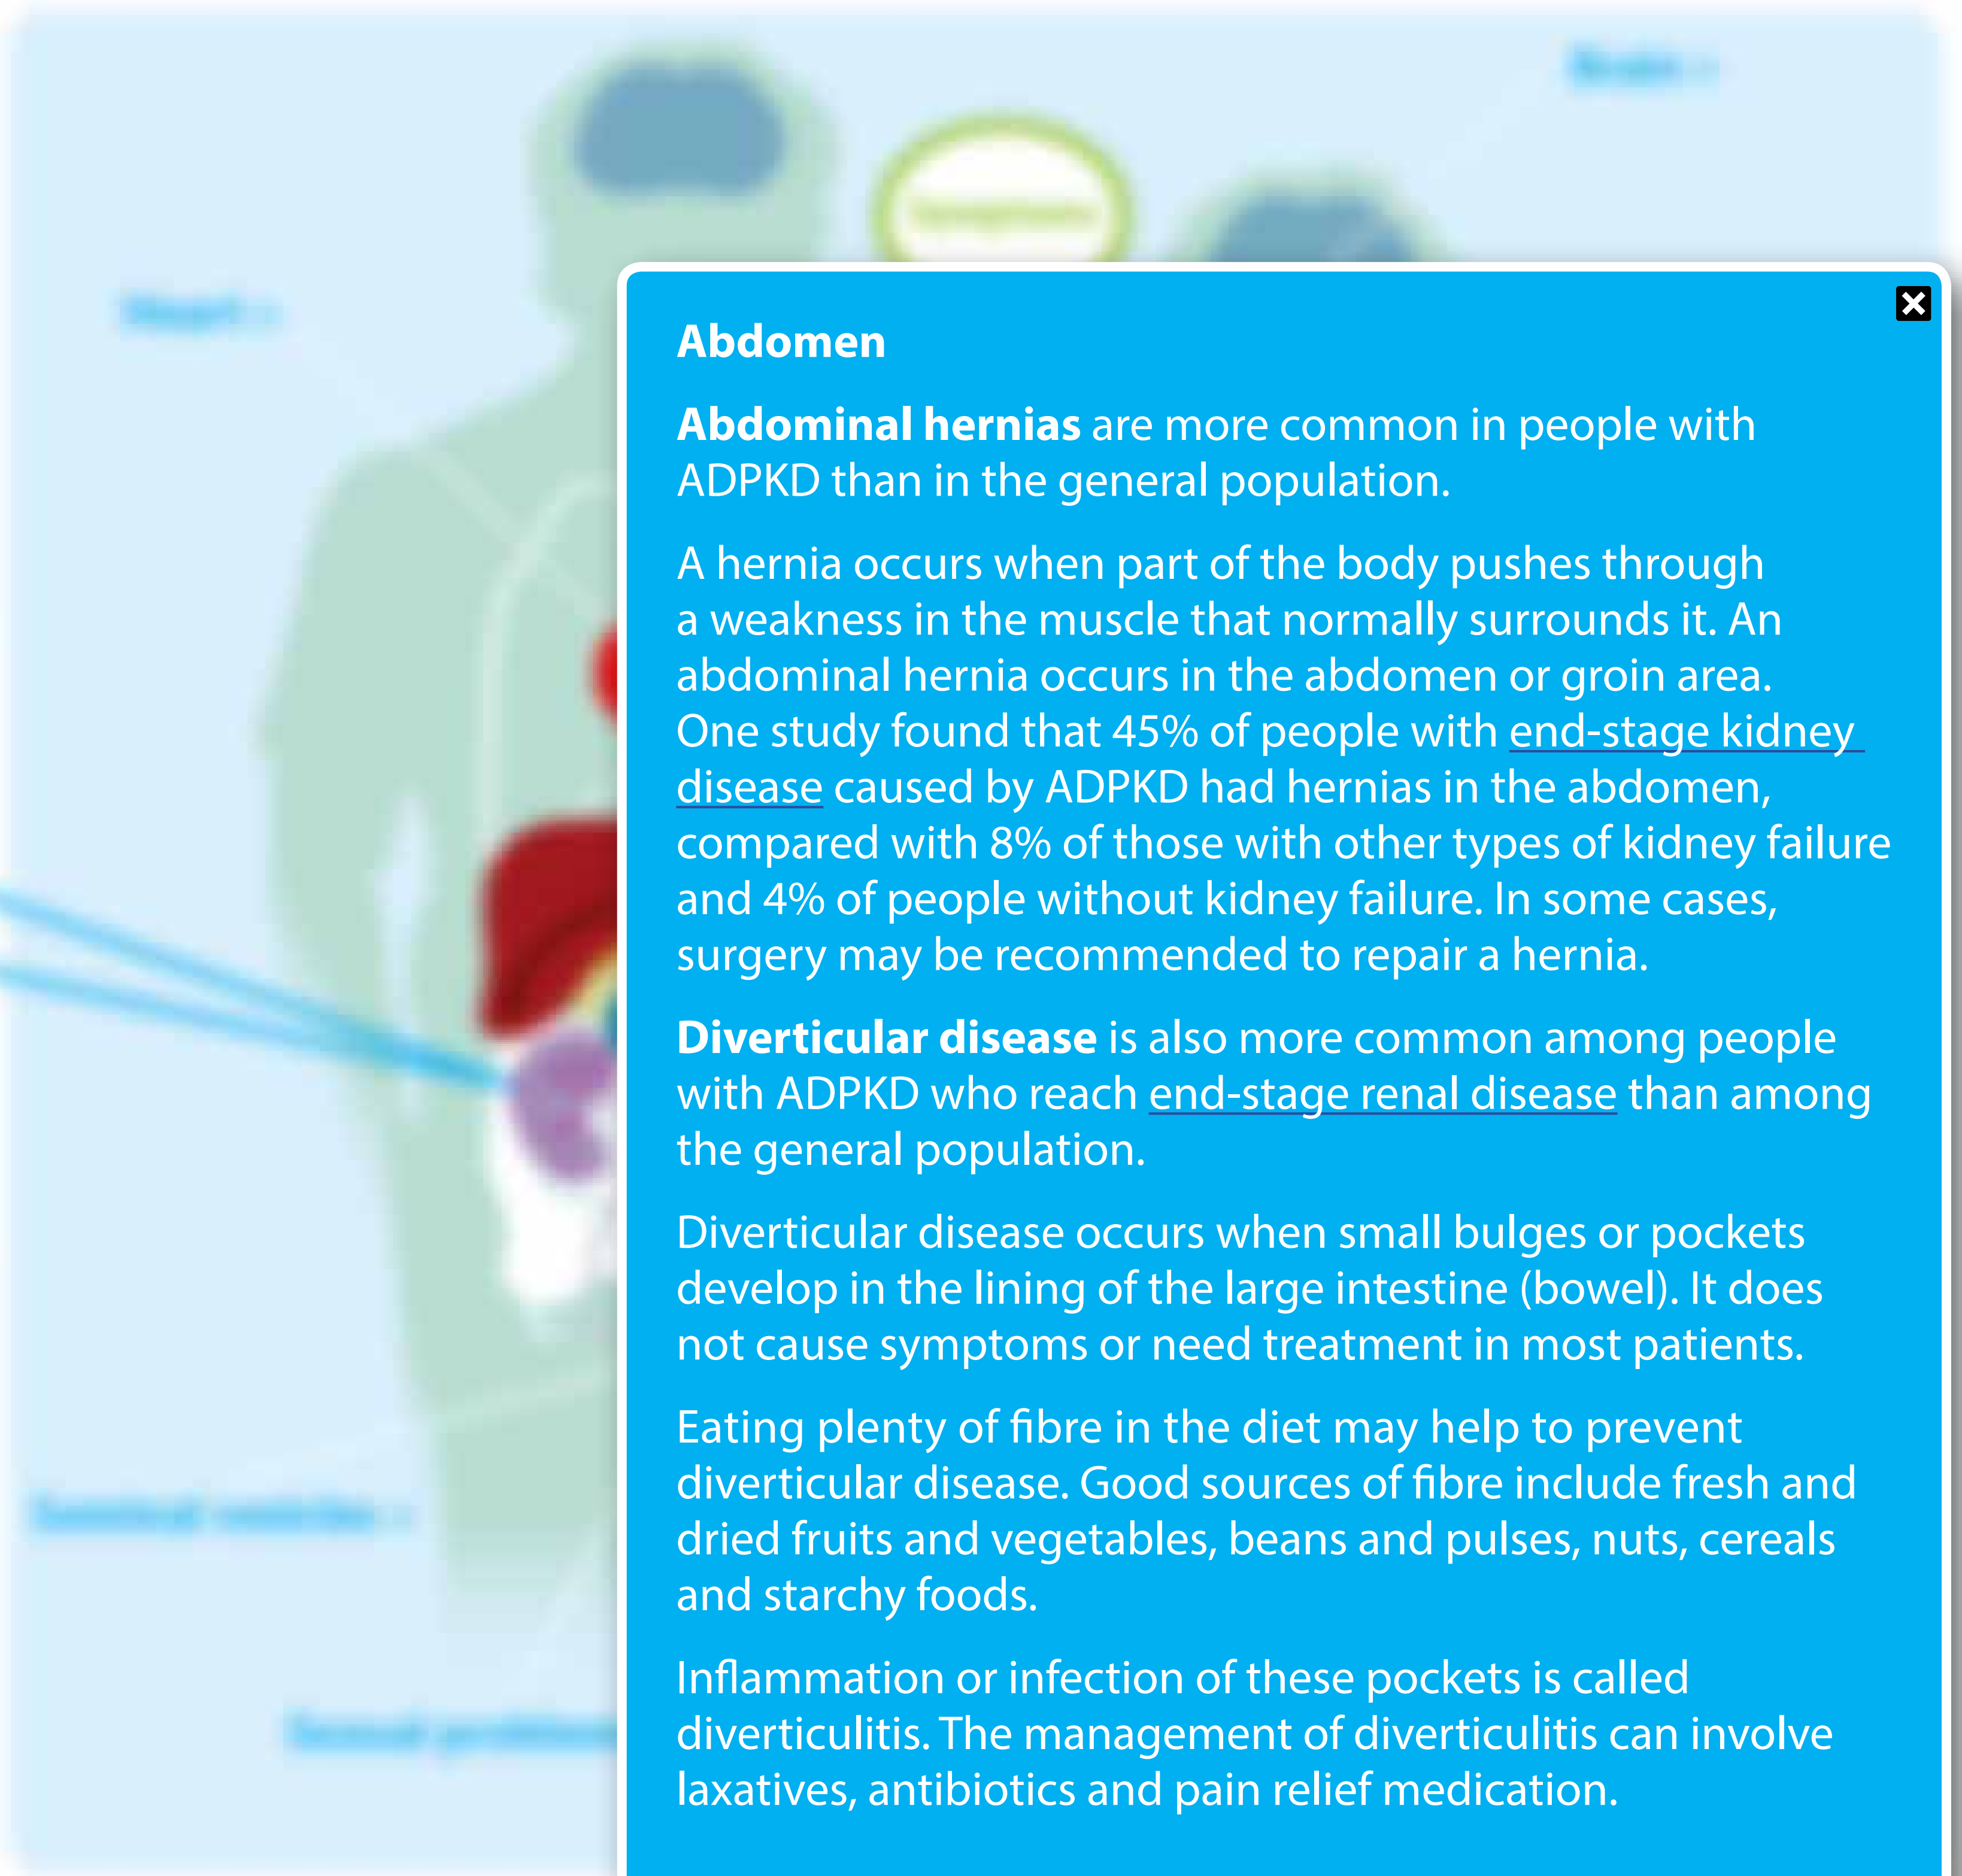 Abdomen
Abdominal hernias are more common in people with
ADPKD than in the general population.
A hernia occurs when part of the body pushes through
a weakness in the muscle that normally surrounds it. An
abdominal hernia occurs in the abdomen or groin area.
One study found that 45% of people with end-stage kidney
disease caused by ADPKD had hernias in the abdomen,
compared with 8% of those with other types of kidney failure
and 4% of people without kidney failure. In some cases,
surgery may be recommended to repair a hernia.
Diverticular disease is also more common among people
with ADPKD who reach end-stage renal disease than among
the general population.
Diverticular disease occurs when small bulges or pockets
develop in the lining of the large intestine (bowel). It does
not cause symptoms or need treatment in most patients.
Eating plenty of fibre in the diet may help to prevent
diverticular disease. Good sources of fibre include fresh and
dried fruits and vegetables, beans and pulses, nuts, cereals
and starchy foods.
Inflammation or infection of these pockets is called
diverticulitis. The management of diverticulitis can involve
laxatives, antibiotics and pain relief medication.